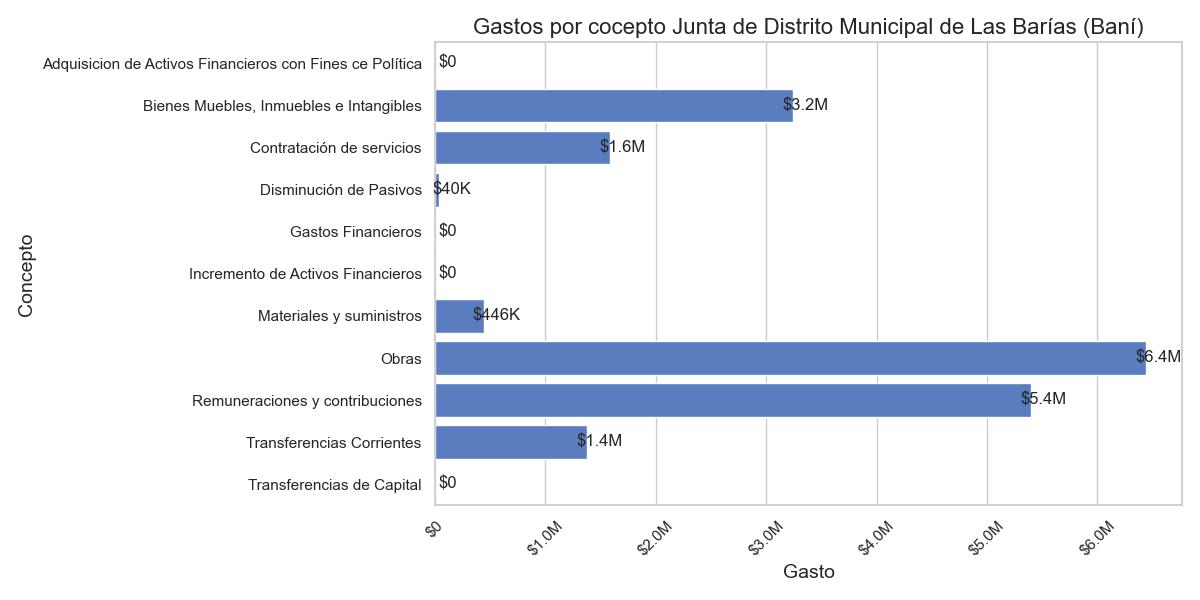 Gastos por cocepto Junta de Distrito Municipal de Las Barías (Baní)
Adquisicion de Activos Financieros con Fines ce Política $0
Bienes Muebles, Inmuebles e Intangibles $3.2M
Contratación de servicios $1.6M
Disminución de Pasivos $40K
Gastos Financieros $0
Incremento de Activos Financieros $0
Materiales y suministros $446K
Obras $6.4M
Remuneraciones y contribuciones $5.4M
Transferencias Corrientes $1.4M
Transferencias de Capital $0
Concepto
$0 $1.0M $2.0M $3.0M $4.0M $5.0M $6.0M
Gasto